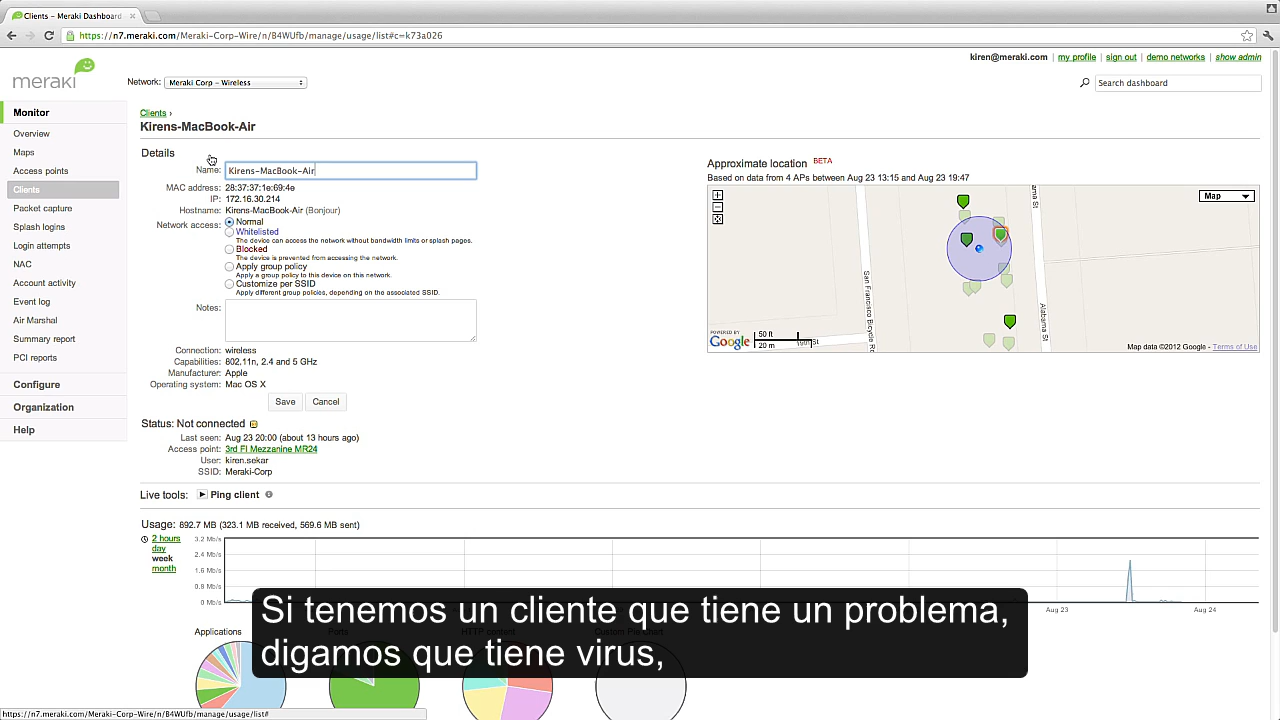 Clients – Meraki Dashboard
https://n7.meraki.com/Meraki-Corp-Wire/n/B4WUfb/manage/usage/list#c=k73a026
kiren@meraki.com | my profile | sign out | demo networks | show admin
meraki
Network: Meraki Corp – Wireless
Search dashboard
Monitor
Overview
Maps
Access points
Clients
Packet capture
Splash logins
Login attempts
NAC
Account activity
Event log
Air Marshal
Summary report
PCI reports
Configure
Organization
Help
Clients ›
Kirens-MacBook-Air
Details
Name: Kirens-MacBook-Air
MAC address: 28:37:37:1e:69:4e
IP: 172.16.30.214
Hostname: Kirens-MacBook-Air (Bonjour)
Network access: Normal
Whitelisted
The device can access the network without bandwidth limits or splash pages.
Blocked
The device is prevented from accessing the network.
Apply group policy
Apply a group policy to this device on this network.
Customize per SSID
Apply different group policies, depending on the associated SSID.
Notes:
Connection: wireless
Capabilities: 802.11n, 2.4 and 5 GHz
Manufacturer: Apple
Operating system: Mac OS X
Save Cancel
Approximate location BETA
Based on data from 4 APs between Aug 23 13:15 and Aug 23 19:47
Map
San Francisco Bicycle R
Alabama St
POWERED BY
Google
50 ft
20 m
Map data ©2012 Google - Terms of Use
Status: Not connected
Last seen: Aug 23 20:00 (about 13 hours ago)
Access point: 3rd Fl Mezzanine MR24
User: kiren.sekar
SSID: Meraki-Corp
Live tools: Ping client
Usage: 892.7 MB (323.1 MB received, 569.6 MB sent)
2 hours
day
week
month
3.2 Mb/s
2.4 Mb/s
1.6 Mb/s
0.8 Mb/s
0 Mb/s
Aug 23 Aug 24
Applications Ports HTTP content Custom Pie Chart
Si tenemos un cliente que tiene un problema,
digamos que tiene virus,
https://n7.meraki.com/Meraki-Corp-Wire/n/B4WUfb/manage/usage/list#